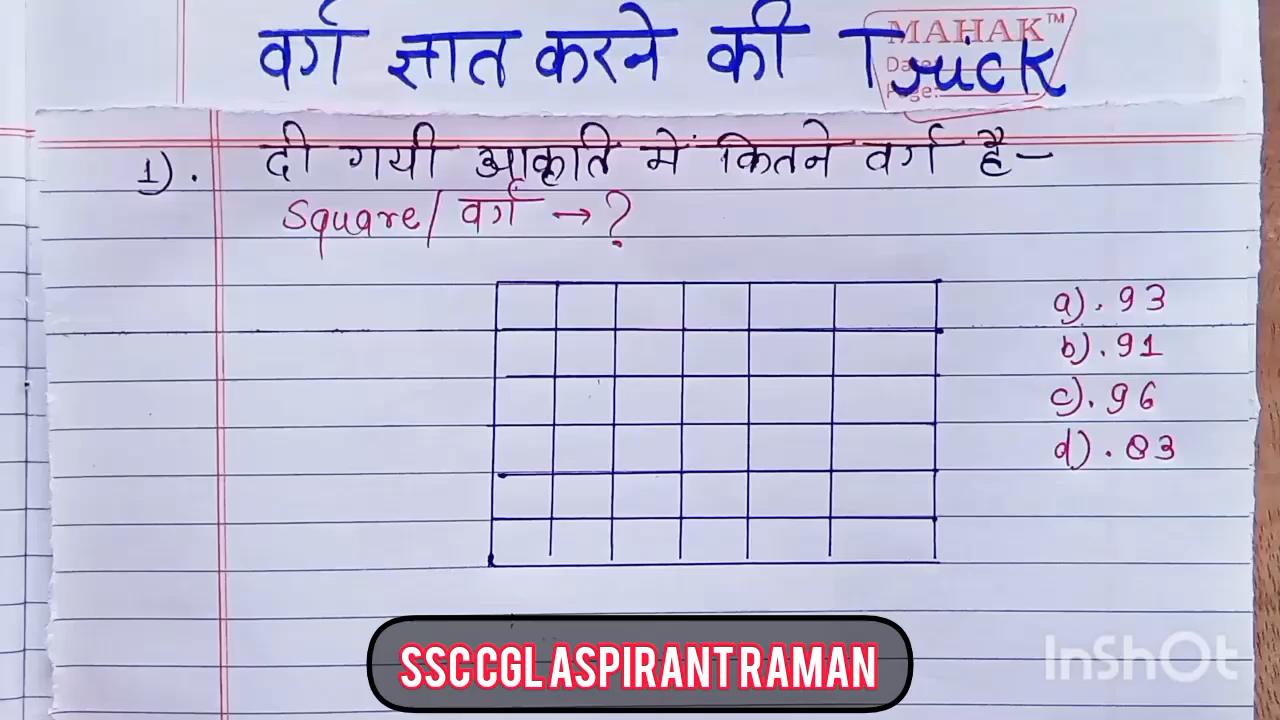 वर्ग ज्ञात करने की Trick
MAHAK™
1). दी गयी आकृति में कितने वर्ग है-
Square/वर्ग → ?
a). 93
b). 91
c). 96
d). 83
SSC CGL ASPIRANT RAMAN
InShOt